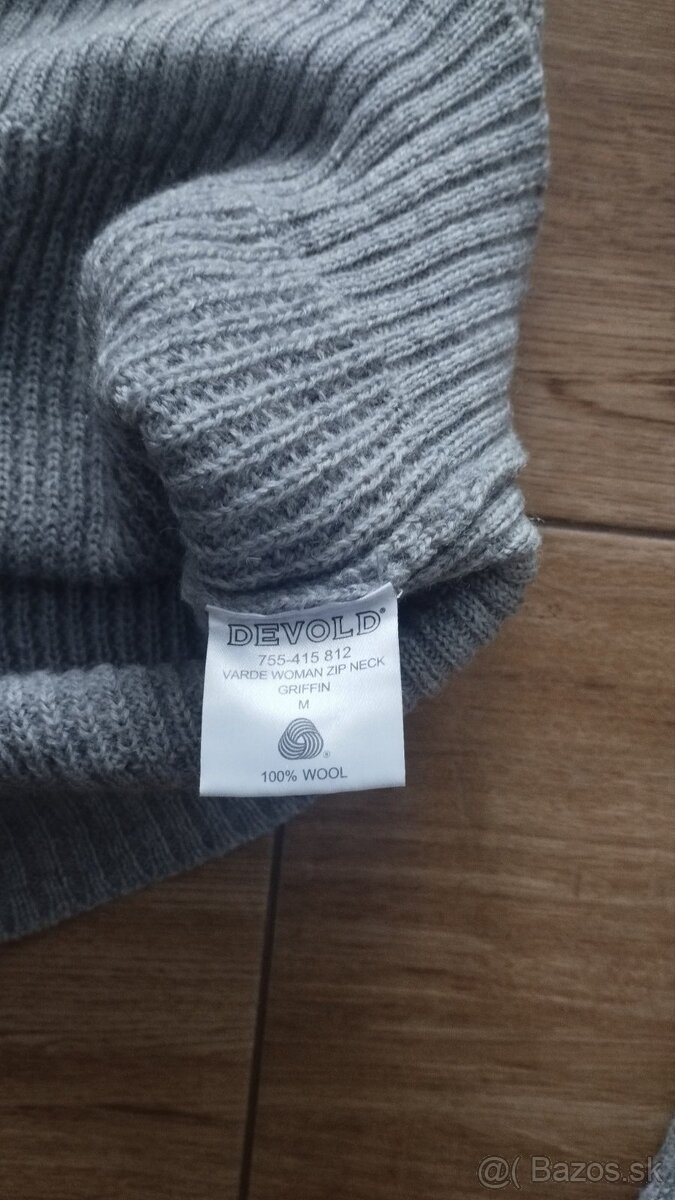 DEVOLD®
755-415 812
VARDE WOMAN ZIP NECK
GRIFFIN
M
®
100% WOOL
@( Bazos.sk